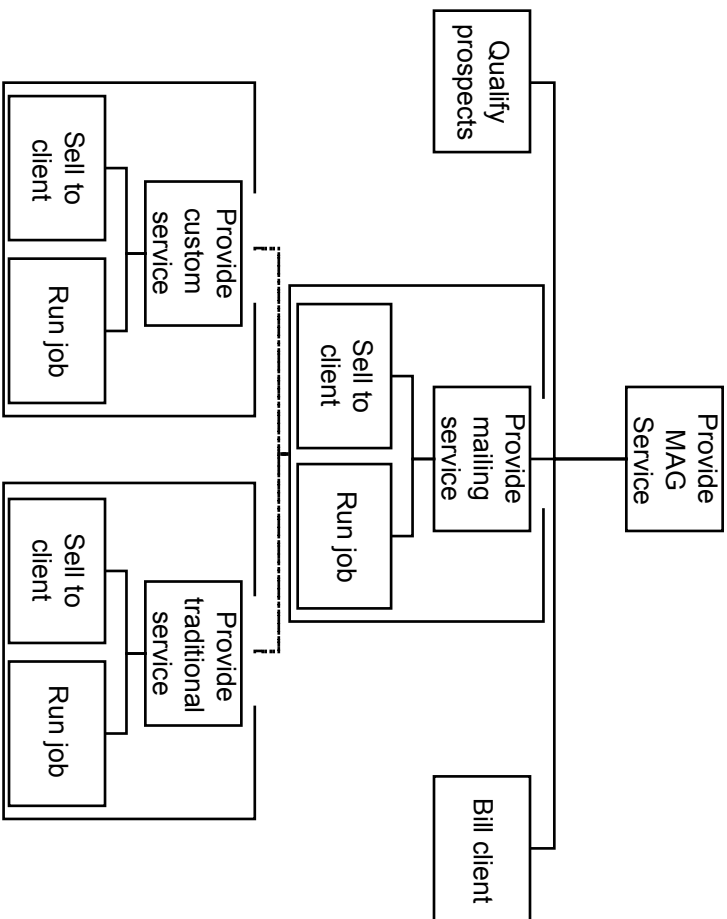 Provide
MAG
Service
Qualify
prospects
Provide
mailing
service
Bill client
Sell to
client
Run job
Provide
custom
service
Provide
traditional
service
Sell to
client
Run job
Sell to
client
Run job